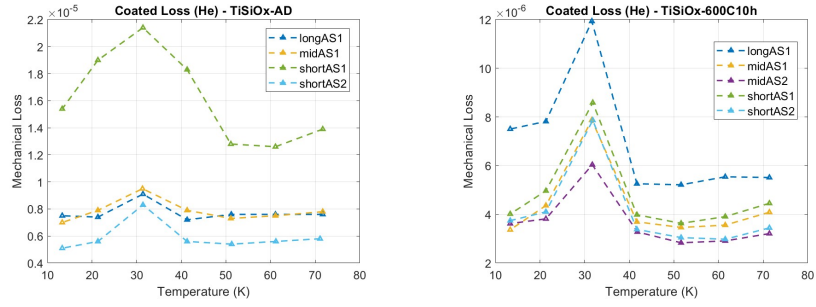 Coated Loss (He) - TiSiOx-AD
×10⁻⁵
2.2
2
1.8
1.6
1.4
1.2
1
0.8
0.6
0.4
Mechanical Loss
longAS1
midAS1
shortAS1
shortAS2
10 20 30 40 50 60 70 80
Temperature (K)
Coated Loss (He) - TiSiOx-600C10h
×10⁻⁶
12
10
8
6
4
2
Mechanical Loss
longAS1
midAS1
midAS2
shortAS1
shortAS2
10 20 30 40 50 60 70 80
Temperature (K)